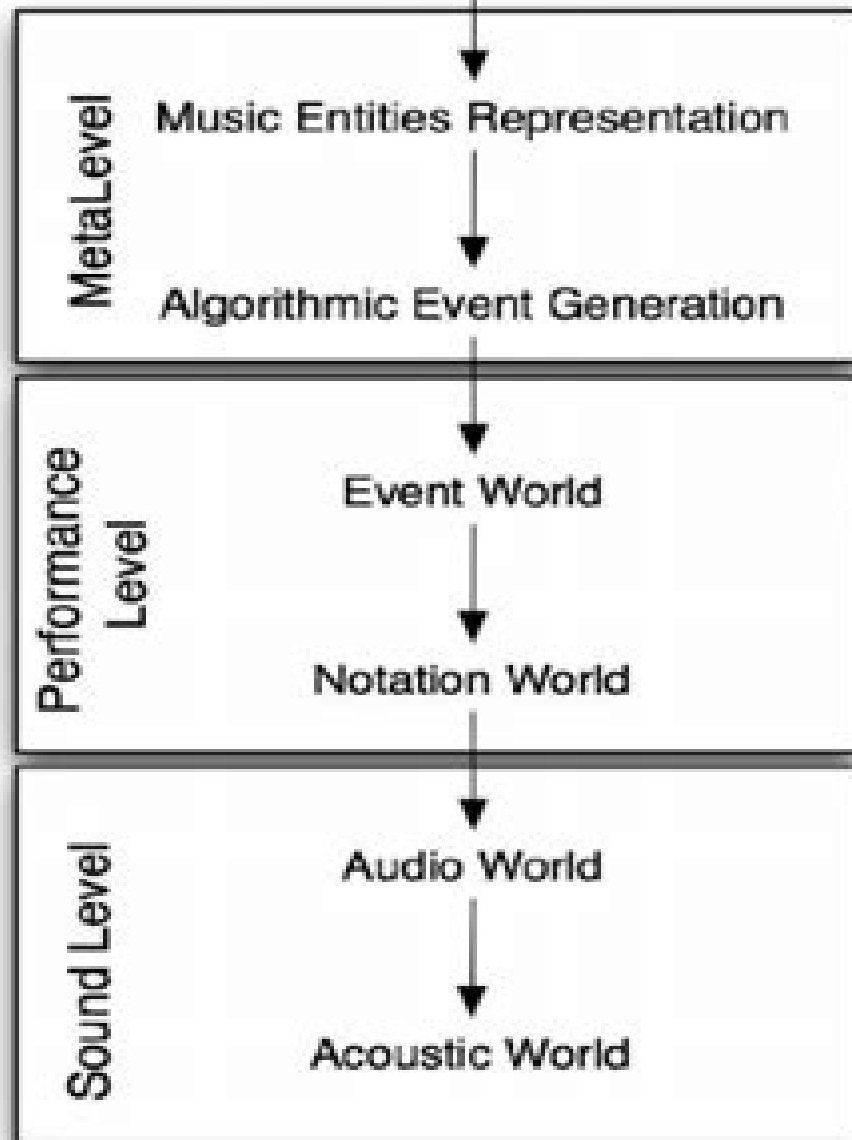 MetaLevel
Music Entities Representation
Algorithmic Event Generation
Performance
Level
Event World
Notation World
Sound Level
Audio World
Acoustic World